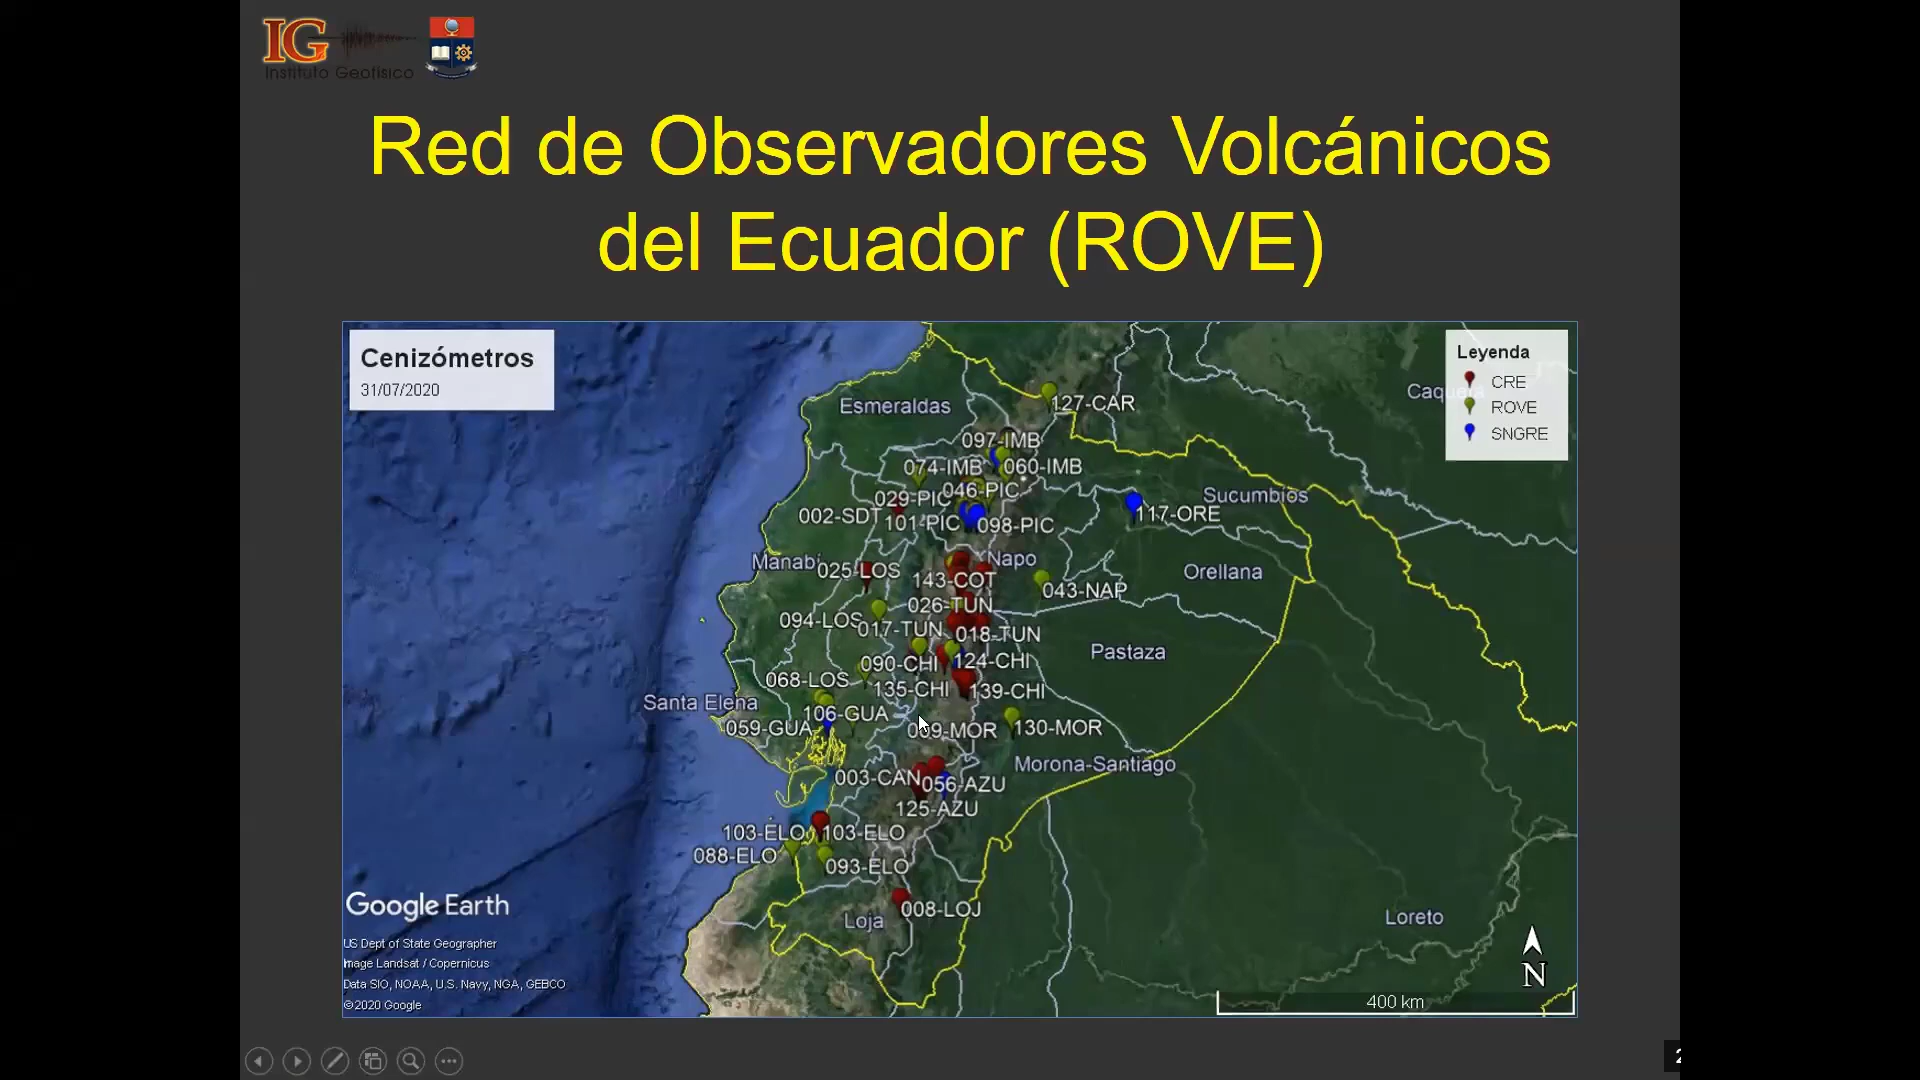 IG
Instituto Geofísico
Red de Observadores Volcánicos
del Ecuador (ROVE)
Cenizómetros
31/07/2020
Leyenda
CRE
ROVE
SNGRE
Esmeraldas
127-CAR
097-IMB
074-IMB
060-IMB
029-PIC
046-PIC
Sucumbíos
002-SDT
101-PIC
098-PIC
117-ORE
Manabí
025-LOS
Napo
143-COT
Orellana
043-NAP
026-TUN
094-LOS
017-TUN
018-TUN
Pastaza
090-CHI
124-CHI
068-LOS
135-CHI
139-CHI
Santa Elena
106-GUA
059-GUA
130-MOR
Morona-Santiago
003-CAN
056-AZU
125-AZU
103-ELO
103-ELO
088-ELO
093-ELO
008-LOJ
Loja
Loreto
Google Earth
US Dept of State Geographer
Image Landsat / Copernicus
Data SIO, NOAA, U.S. Navy, NGA, GEBCO
©2020 Google
N
400 km
2